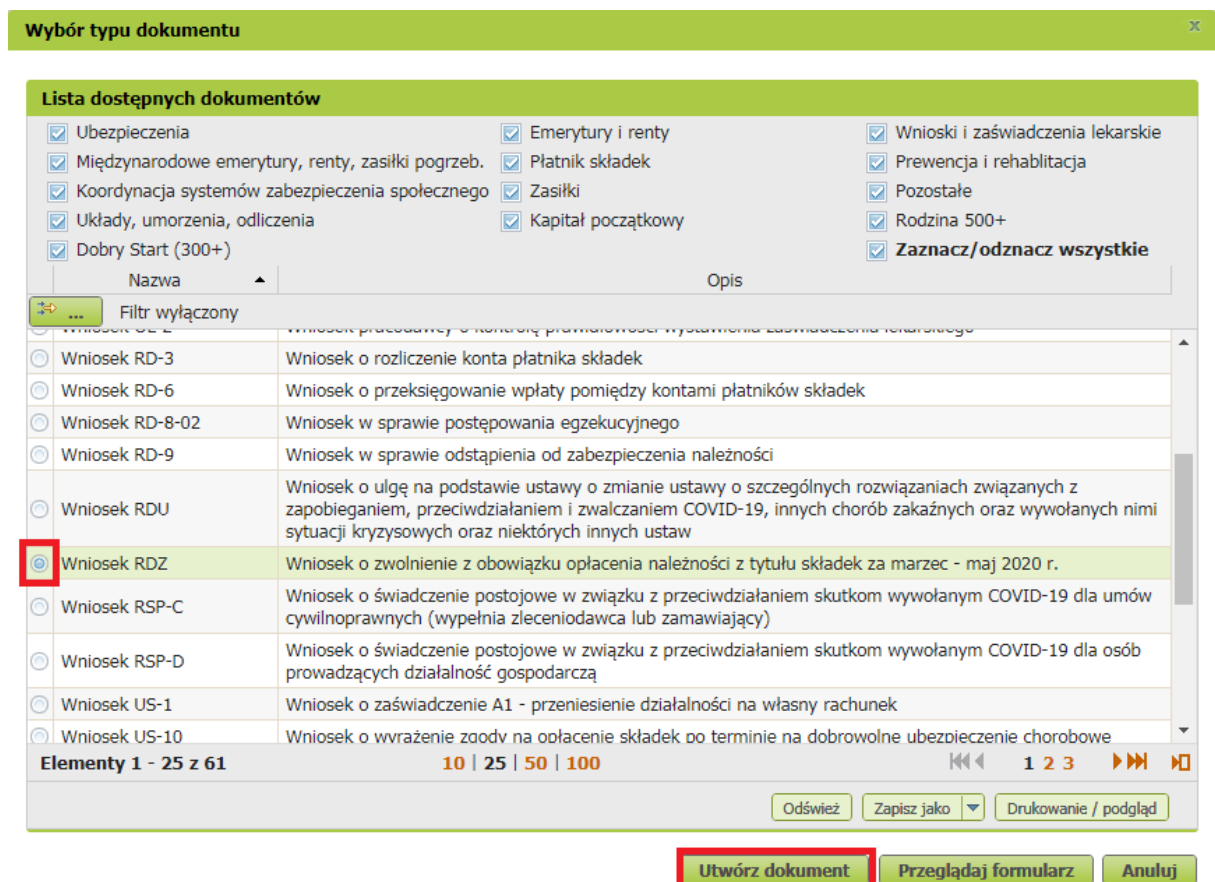 Wybór typu dokumentu
x
Lista dostępnych dokumentów
Ubezpieczenia
Emerytury i renty
Wnioski i zaświadczenia lekarskie
Międzynarodowe emerytury, renty, zasiłki pogrzeb.
Płatnik składek
Prewencja i rehablitacja
Koordynacja systemów zabezpieczenia społecznego
Zasiłki
Pozostałe
Układy, umorzenia, odliczenia
Kapitał początkowy
Rodzina 500+
Dobry Start (300+)
Zaznacz/odznacz wszystkie
Nazwa
Opis
...
Filtr wyłączony
Wniosek pracodawcy o kontrolę prawidłowości wystawienia zaświadczenia lekarskiego
Wniosek RD-3
Wniosek o rozliczenie konta płatnika składek
Wniosek RD-6
Wniosek o przeksięgowanie wpłaty pomiędzy kontami płatników składek
Wniosek RD-8-02
Wniosek w sprawie postępowania egzekucyjnego
Wniosek RD-9
Wniosek w sprawie odstąpienia od zabezpieczenia należności
Wniosek RDU
Wniosek o ulgę na podstawie ustawy o zmianie ustawy o szczególnych rozwiązaniach związanych z
zapobieganiem, przeciwdziałaniem i zwalczaniem COVID-19, innych chorób zakaźnych oraz wywołanych nimi
sytuacji kryzysowych oraz niektórych innych ustaw
Wniosek RDZ
Wniosek o zwolnienie z obowiązku opłacenia należności z tytułu składek za marzec - maj 2020 r.
Wniosek RSP-C
Wniosek o świadczenie postojowe w związku z przeciwdziałaniem skutkom wywołanym COVID-19 dla umów
cywilnoprawnych (wypełnia zleceniodawca lub zamawiający)
Wniosek RSP-D
Wniosek o świadczenie postojowe w związku z przeciwdziałaniem skutkom wywołanym COVID-19 dla osób
prowadzących działalność gospodarczą
Wniosek US-1
Wniosek o zaświadczenie A1 - przeniesienie działalności na własny rachunek
Wniosek US-10
Wniosek o wyrażenie zgody na opłacenie składek po terminie na dobrowolne ubezpieczenie chorobowe
Elementy 1 - 25 z 61
10 | 25 | 50 | 100
1 2 3
Odśwież
Zapisz jako
Drukowanie / podgląd
Utwórz dokument
Przeglądaj formularz
Anuluj